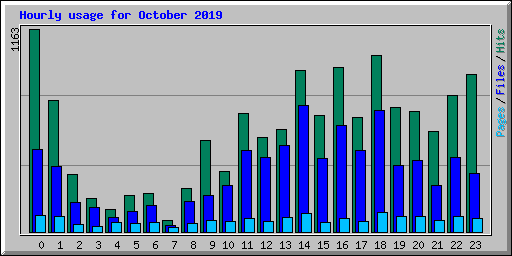 Hourly usage for October 2019
1163
Pages / Files / Hits
0 1 2 3 4 5 6 7 8 9 10 11 12 13 14 15 16 17 18 19 20 21 22 23